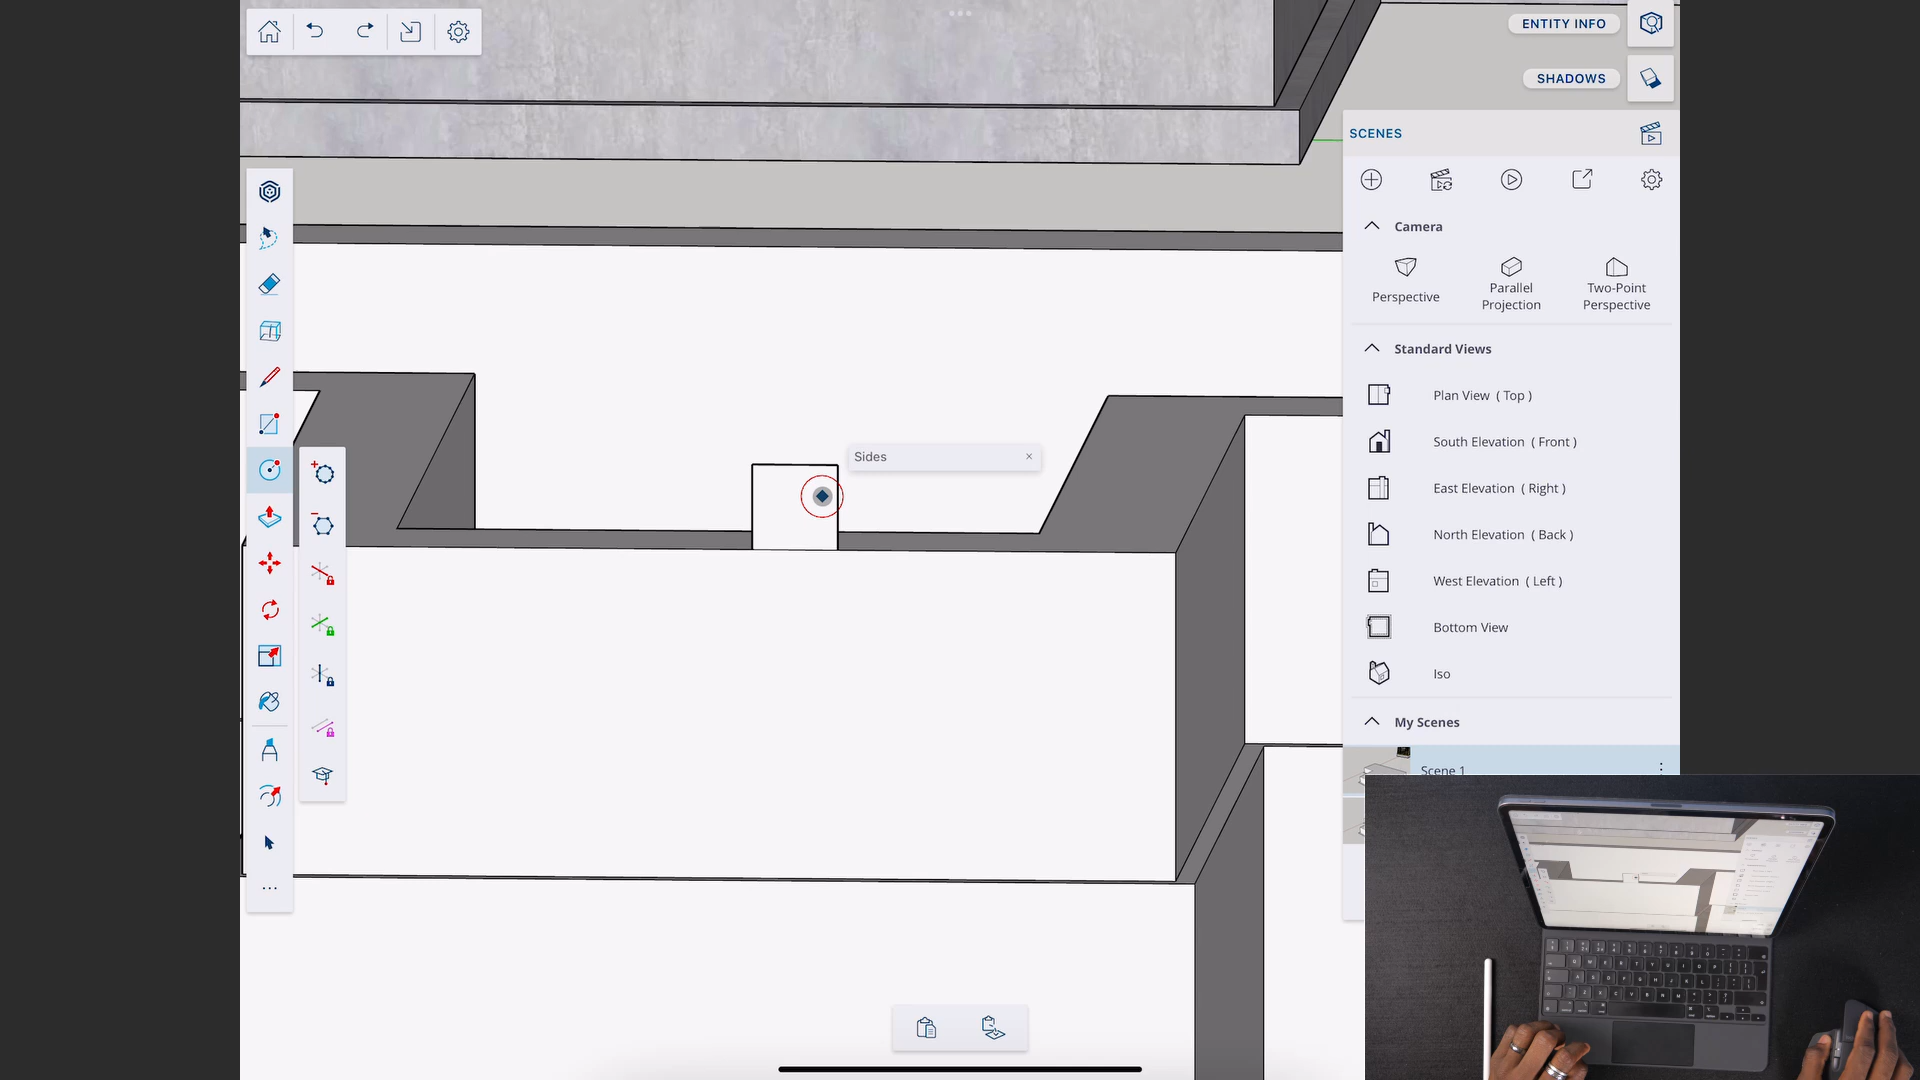 ENTITY INFO
SHADOWS
SCENES
Camera
Perspective
Parallel
Projection
Two-Point
Perspective
Standard Views
Plan View ( Top )
South Elevation ( Front )
East Elevation ( Right )
North Elevation ( Back )
West Elevation ( Left )
Bottom View
Iso
My Scenes
Scene 1
Sides